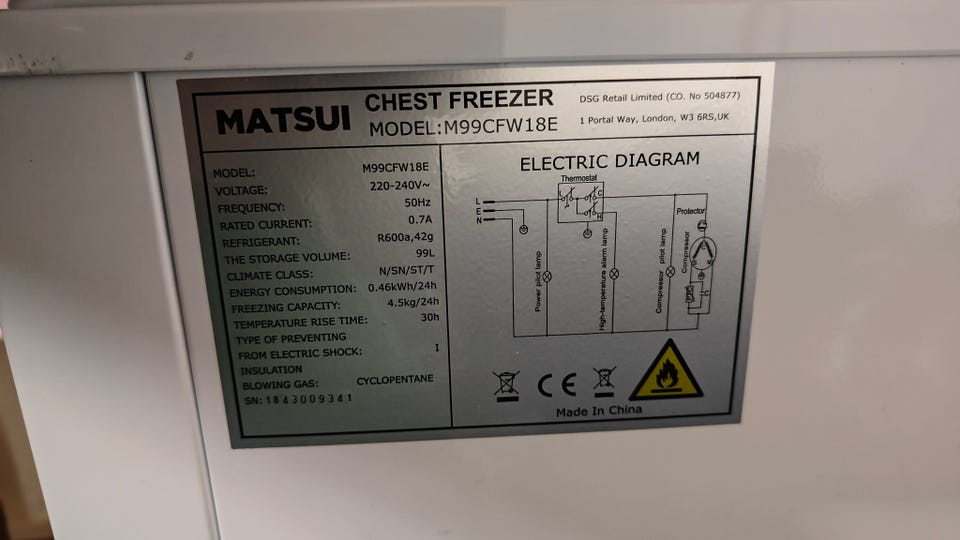 MATSUI
CHEST FREEZER
MODEL:M99CFW18E
DSG Retail Limited (CO. No 504877)
1 Portal Way, London, W3 6RS,UK
MODEL: M99CFW18E
VOLTAGE: 220-240V~
FREQUENCY: 50Hz
RATED CURRENT: 0.7A
REFRIGERANT: R600a,42g
THE STORAGE VOLUME: 99L
CLIMATE CLASS: N/SN/ST/T
ENERGY CONSUMPTION: 0.46kWh/24h
FREEZING CAPACITY: 4.5kg/24h
TEMPERATURE RISE TIME: 30h
TYPE OF PREVENTING
FROM ELECTRIC SHOCK: I
INSULATION
BLOWING GAS: CYCLOPENTANE
SN: 1843009341
ELECTRIC DIAGRAM
Thermostat
L
C
H
L
E
N
Power pilot lamp
High-temperature alarm lamp
Compressor pilot lamp
Protector
Compressor
PTC
CE
Made In China